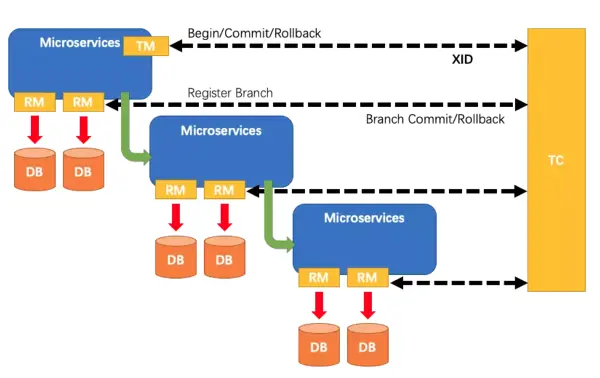 Begin/Commit/Rollback
Microservices
TM
XID
RM
RM
Register Branch
Branch Commit/Rollback
Microservices
TC
DB
DB
RM
RM
Microservices
DB
DB
RM
RM
DB
DB